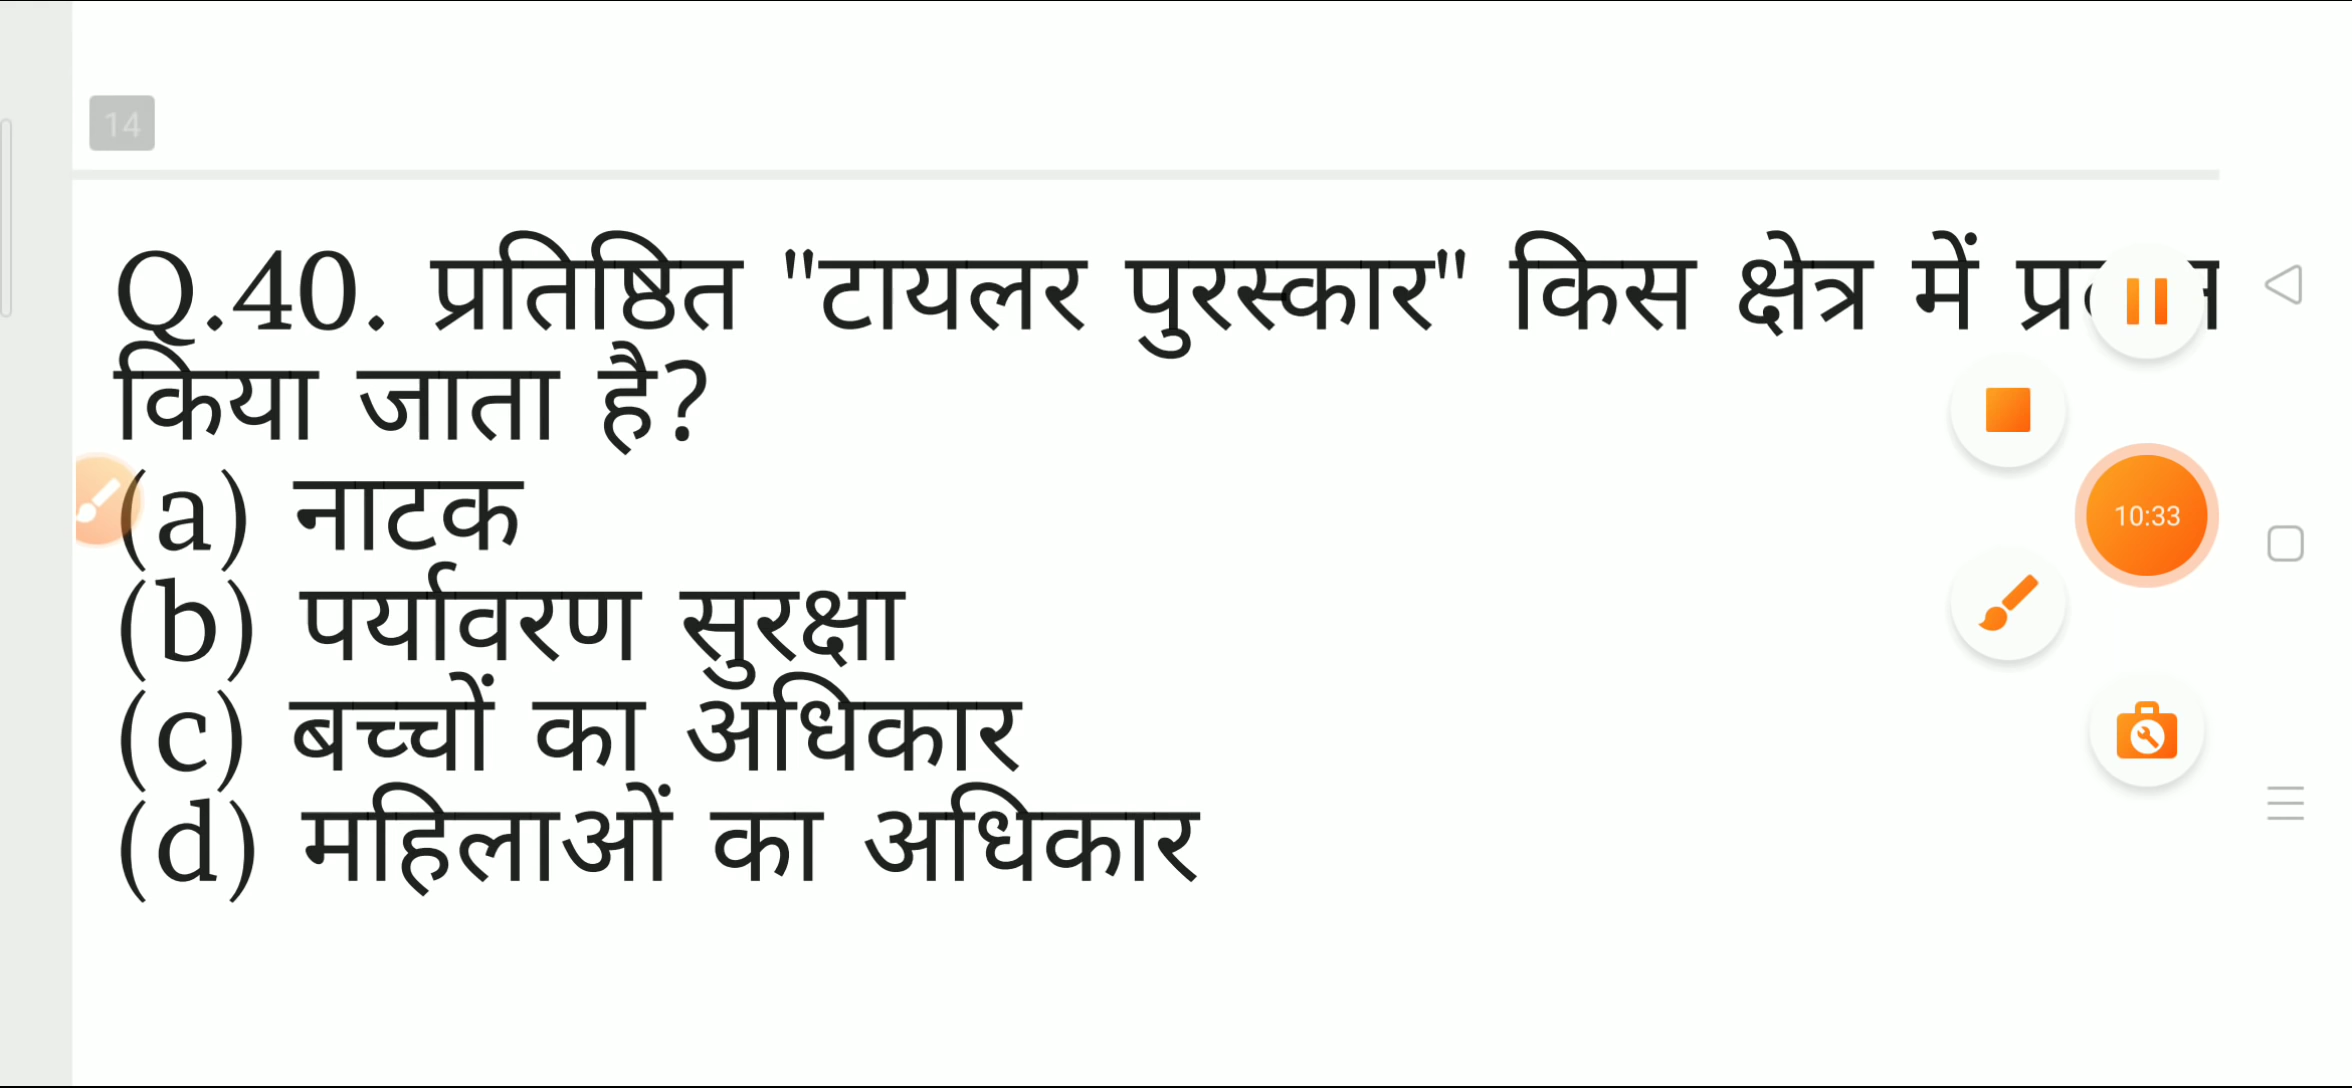 14
Q.40. प्रतिष्ठित "टायलर पुरस्कार" किस क्षेत्र में
किया जाता है?
(a) नाटक
(b) पर्यावरण सुरक्षा
(c) बच्चों का अधिकार
(d) महिलाओं का अधिकार
10:33